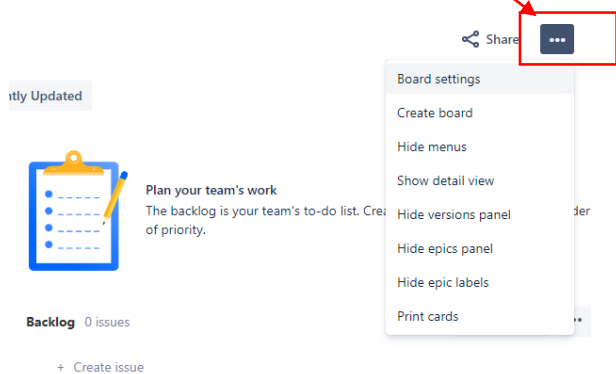 Share
Board settings
ntly Updated
Create board
Hide menus
Show detail view
Plan your team's work
The backlog is your team's to-do list. Crea
der
of priority.
Hide versions panel
Hide epics panel
Hide epic labels
Print cards
Backlog 0 issues
+ Create issue